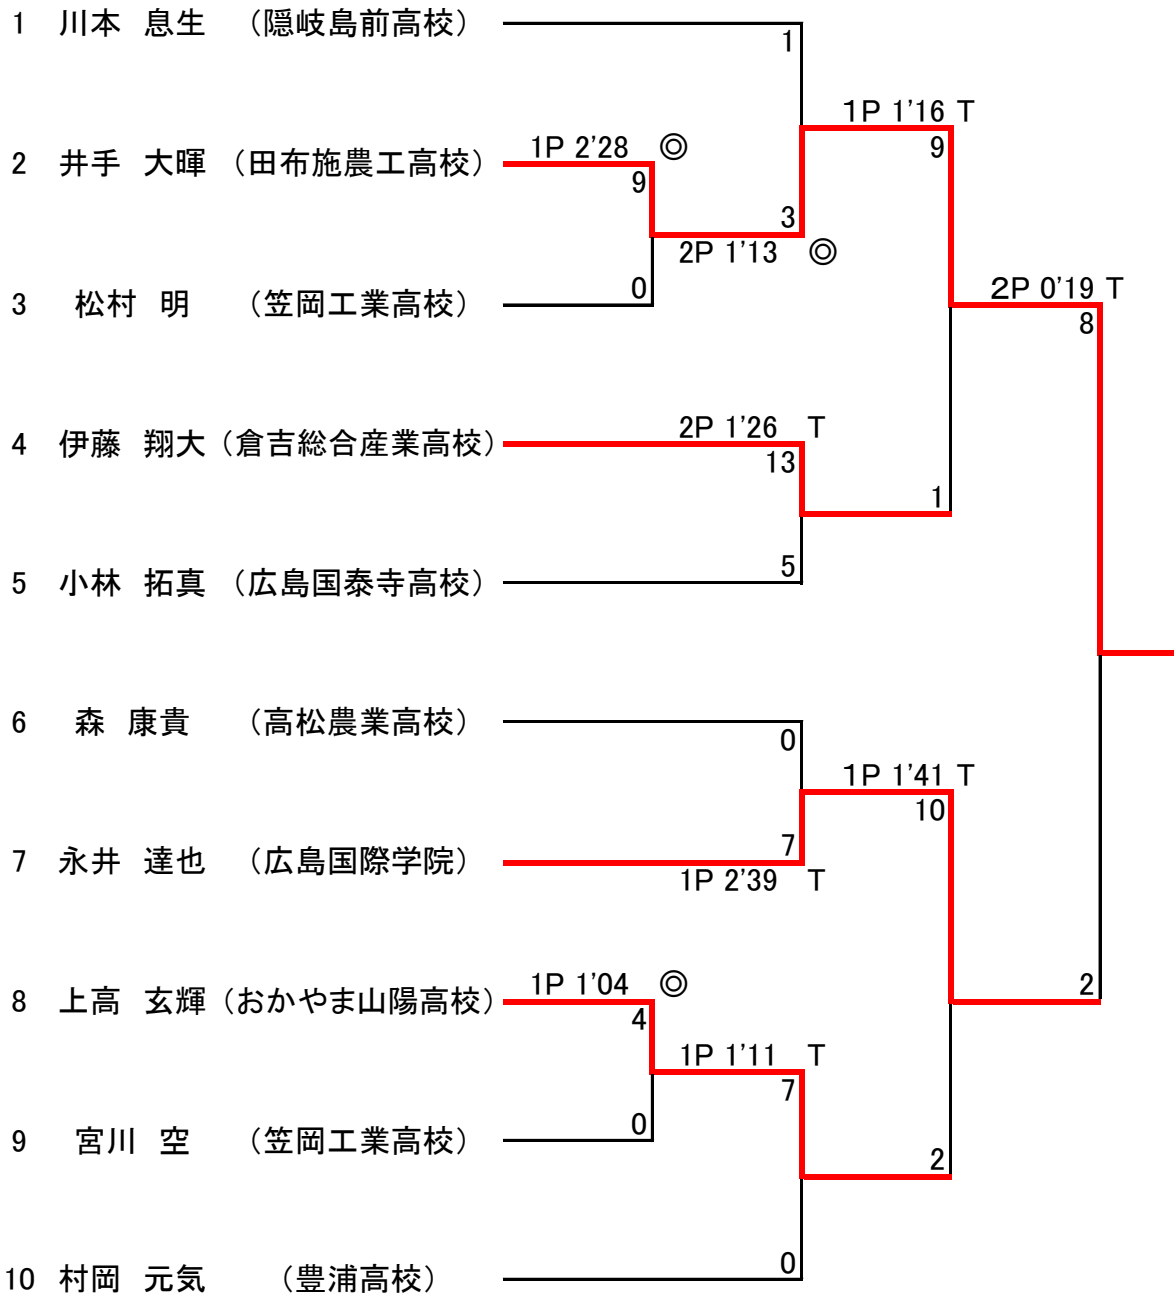 1 川本 息生 （隠岐島前高校）
1
1P 1'16 T
9
2 井手 大暉 （田布施農工高校）
1P 2'28 ◎
9
3
2P 1'13 ◎
3 松村 明 （笠岡工業高校）
0
2P 0'19 T
8
4 伊藤 翔大（倉吉総合産業高校）
2P 1'26 T
13
1
5 小林 拓真 （広島国泰寺高校）
5
6 森 康貴 （高松農業高校）
0
1P 1'41 T
10
7 永井 達也 （広島国際学院）
7
1P 2'39 T
8 上高 玄輝（おかやま山陽高校）
1P 1'04 ◎
4
2
1P 1'11 T
7
9 宮川 空 （笠岡工業高校）
0
2
10 村岡 元気 （豊浦高校）
0